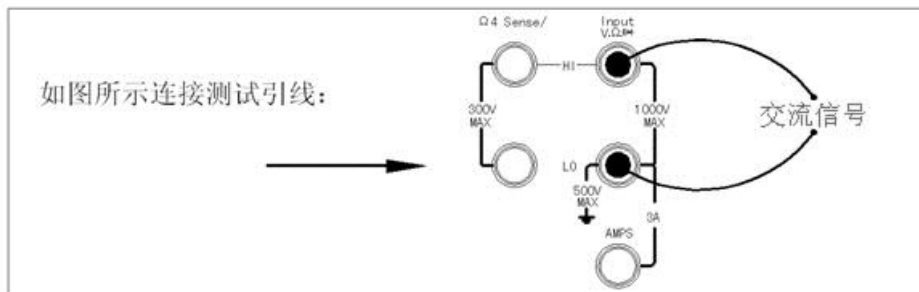 Ω4 Sense/
Input
V.Ω
HI
如图所示连接测试引线：
300V
MAX
1000V
MAX
交流信号
LO
500V
MAX
3A
AMPS